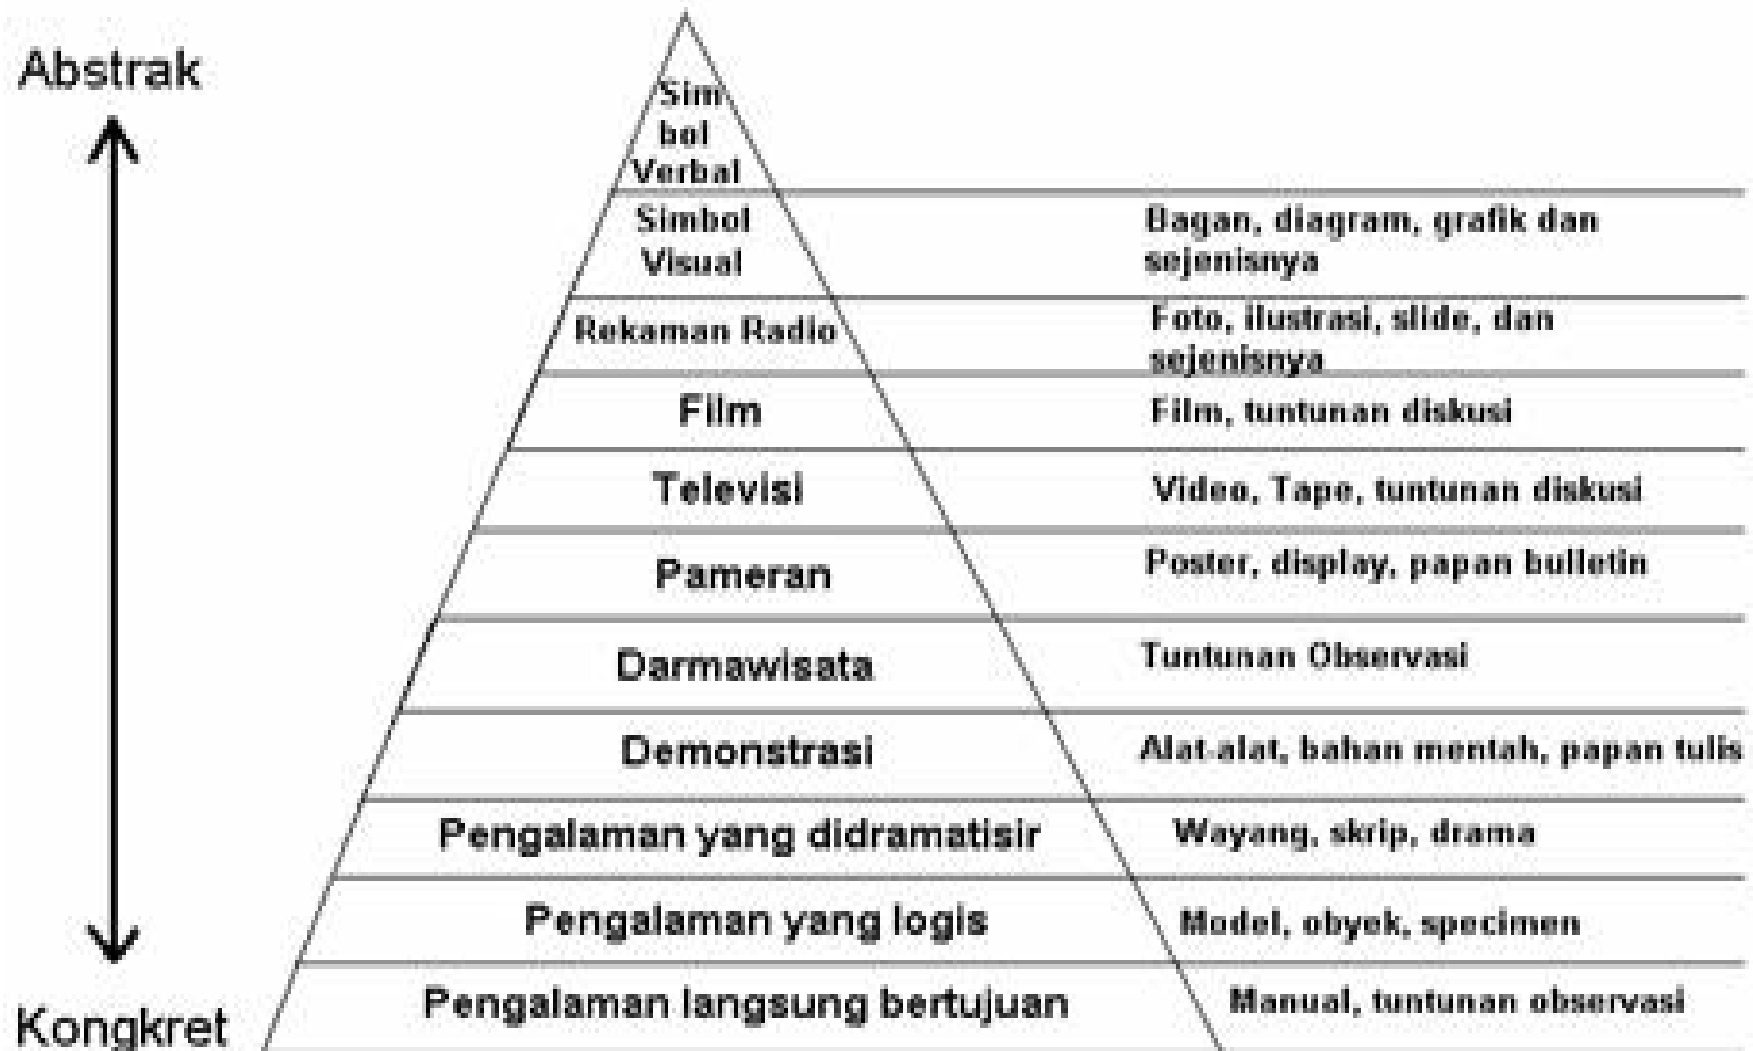 Abstrak
Sim
bol
Verbal
Simbol
Visual
Bagan, diagram, grafik dan
sejenisnya
Rekaman Radio
Foto, ilustrasi, slide, dan
sejenisnya
Film
Film, tuntunan diskusi
Televisi
Video, Tape, tuntunan diskusi
Pameran
Poster, display, papan bulletin
Darmawisata
Tuntunan Observasi
Demonstrasi
Alat-alat, bahan mentah, papan tulis
Pengalaman yang didramatisir
Wayang, skrip, drama
Pengalaman yang logis
Model, obyek, specimen
Pengalaman langsung bertujuan
Manual, tuntunan observasi
Kongkret